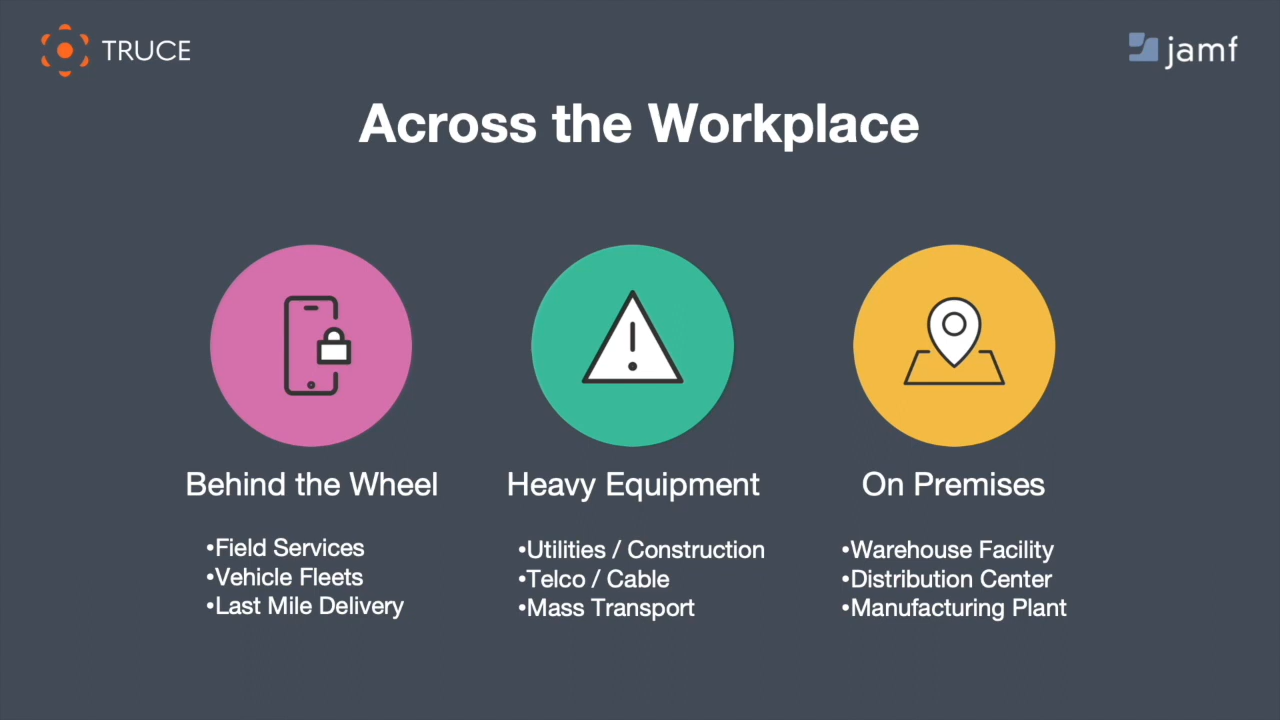 TRUCE
jamf
Across the Workplace
Behind the Wheel
•Field Services
•Vehicle Fleets
•Last Mile Delivery
Heavy Equipment
•Utilities / Construction
•Telco / Cable
•Mass Transport
On Premises
•Warehouse Facility
•Distribution Center
•Manufacturing Plant